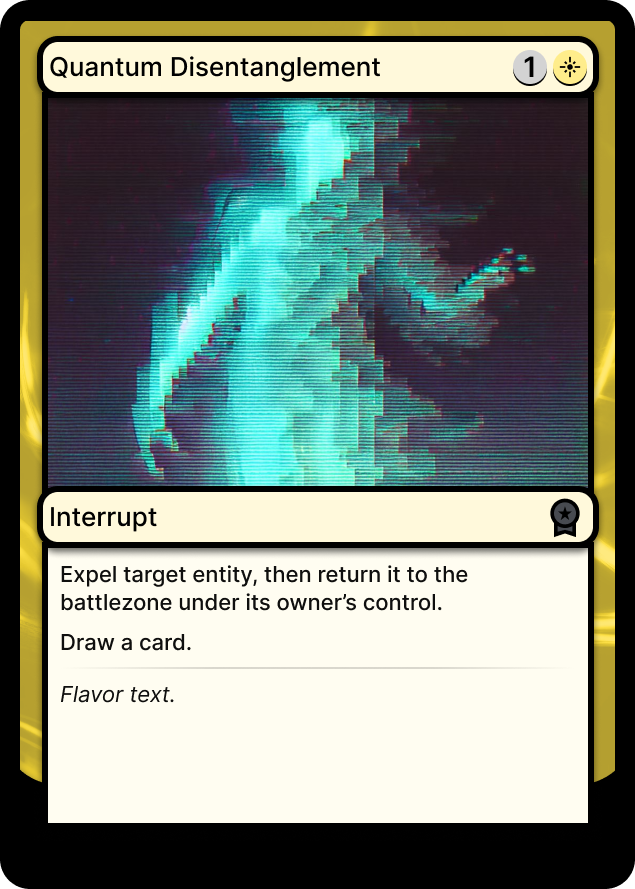 Quantum Disentanglement 1
Interrupt
Expel target entity, then return it to the
battlezone under its owner’s control.
Draw a card.
Flavor text.